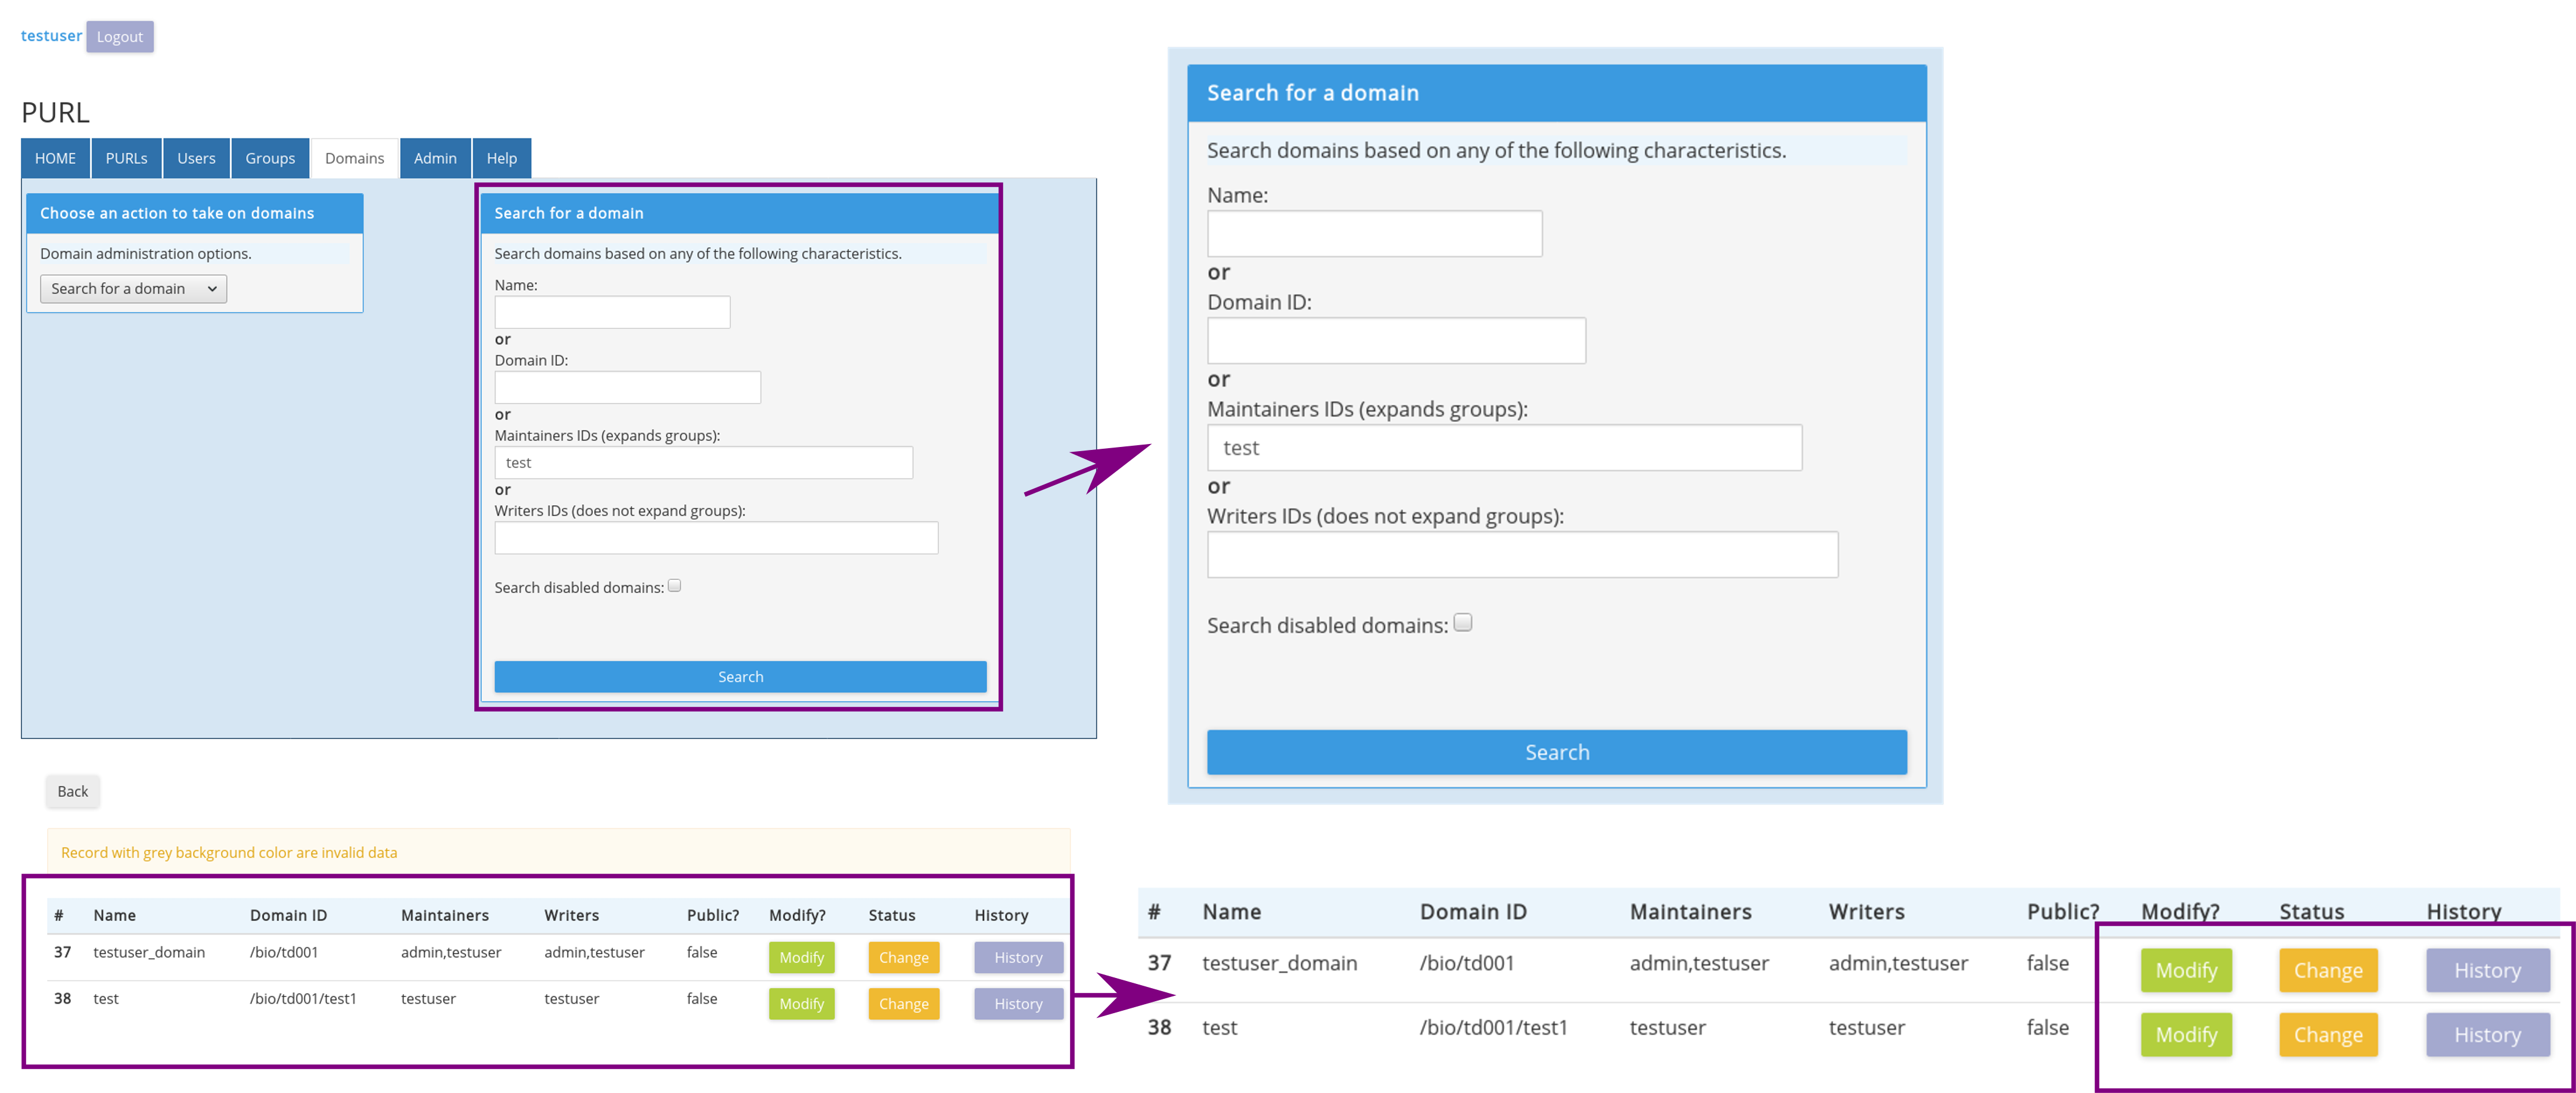 testuser Logout
PURL
HOME PURLs Users Groups Domains Admin Help
Choose an action to take on domains
Domain administration options.
Search for a domain
Search for a domain
Search domains based on any of the following characteristics.
Name:
or
Domain ID:
or
Maintainers IDs (expands groups):
test
or
Writers IDs (does not expand groups):
Search disabled domains:
Search
Search for a domain
Search domains based on any of the following characteristics.
Name:
or
Domain ID:
or
Maintainers IDs (expands groups):
test
or
Writers IDs (does not expand groups):
Search disabled domains:
Search
Back
Record with grey background color are invalid data
# Name Domain ID Maintainers Writers Public? Modify? Status History
37 testuser_domain /bio/td001 admin,testuser admin,testuser false Modify Change History
38 test /bio/td001/test1 testuser testuser false Modify Change History
# Name Domain ID Maintainers Writers Public? Modify? Status History
37 testuser_domain /bio/td001 admin,testuser admin,testuser false Modify Change History
38 test /bio/td001/test1 testuser testuser false Modify Change History